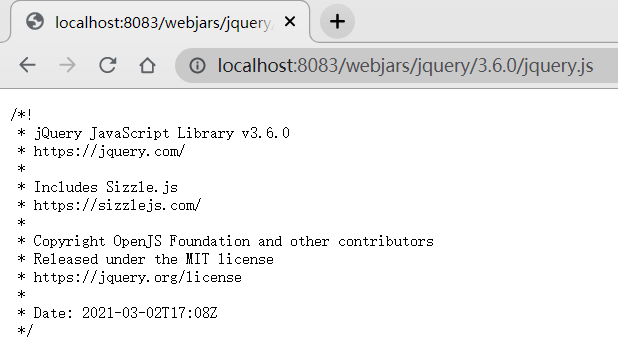 localhost:8083/webjars/jquery
localhost:8083/webjars/jquery/3.6.0/jquery.js
/*!
 * jQuery JavaScript Library v3.6.0
 * https://jquery.com/
 *
 * Includes Sizzle.js
 * https://sizzlejs.com/
 *
 * Copyright OpenJS Foundation and other contributors
 * Released under the MIT license
 * https://jquery.org/license
 *
 * Date: 2021-03-02T17:08Z
 */